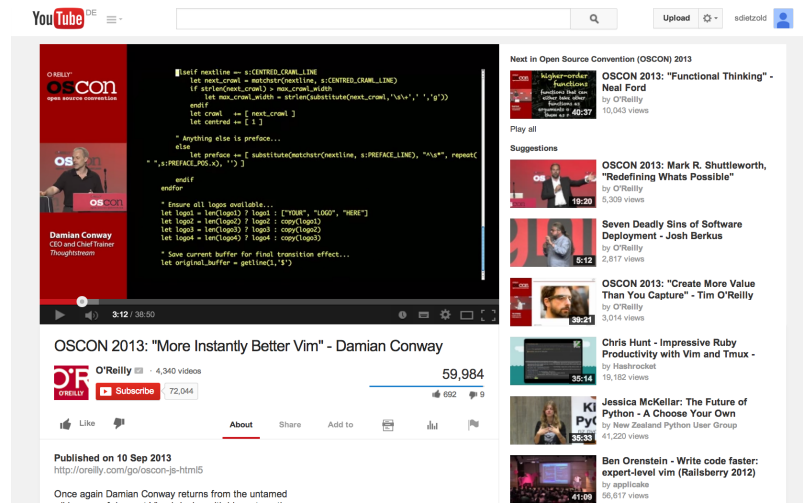 YouTube DE
Upload
sdietzold
O REILLY'
oscon
open source convention
Damian Conway
CEO and Chief Trainer
Thoughtstream
lseif nextline =~ s:CENTRED_CRAWL_LINE
let next_crawl = matchstr(nextline, s:CENTRED_CRAWL_LINE)
if strlen(next_crawl) > max_crawl_width
let max_crawl_width = strlen(substitute(next_crawl,'\s\+',' ','g'))
endif
let crawl += [ next_crawl ]
let centred += [ 1 ]
" Anything else is preface...
else
let preface += [ substitute(matchstr(nextline, s:PREFACE_LINE), "^\s*", repeat(
" ",s:PREFACE_POS.x), '') ]
endif
endfor
" Ensure all logos available...
let logo1 = len(logo1) ? logo1 : ["YOUR", "LOGO", "HERE"]
let logo2 = len(logo2) ? logo2 : copy(logo1)
let logo3 = len(logo3) ? logo3 : copy(logo2)
let logo4 = len(logo4) ? logo4 : copy(logo3)
" Save current buffer for final transition effect...
let original_buffer = getline(1,'$')
3:12 / 38:50
OSCON 2013: "More Instantly Better Vim" - Damian Conway
O'R
O'REILLY
O'Reilly · 4,340 videos
Subscribe 72,044
59,984
692 9
Like
About Share Add to
Published on 10 Sep 2013
http://oreilly.com/go/oscon-js-html5
Once again Damian Conway returns from the untamed
Next in Open Source Convention (OSCON) 2013
higher-order
functions
functions that can
either take other
functions as
40:37
OSCON 2013: "Functional Thinking" -
Neal Ford
by O'Reilly
10,043 views
Play all
Suggestions
19:20
OSCON 2013: Mark R. Shuttleworth,
"Redefining Whats Possible"
by O'Reilly
5,309 views
5:12
Seven Deadly Sins of Software
Deployment - Josh Berkus
by O'Reilly
2,817 views
39:21
OSCON 2013: "Create More Value
Than You Capture" - Tim O'Reilly
by O'Reilly
3,014 views
35:14
Chris Hunt - Impressive Ruby
Productivity with Vim and Tmux -
by Hashrocket
19,182 views
35:33
Jessica McKellar: The Future of
Python - A Choose Your Own
by New Zealand Python User Group
41,220 views
41:09
Ben Orenstein - Write code faster:
expert-level vim (Railsberry 2012)
by applicake
56,617 views